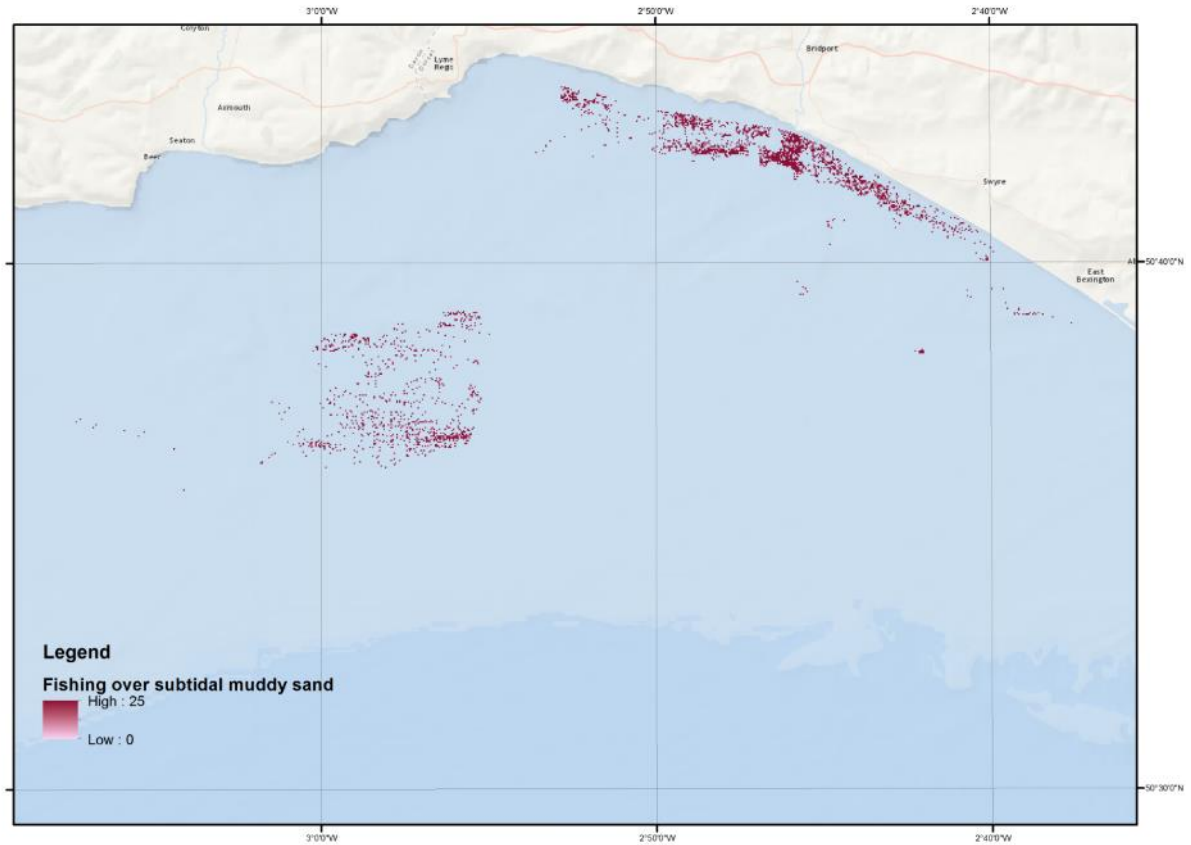 3°0'0"W 2°50'0"W 2°40'0"W
Colyton
Bridport
Lyme
Regis
Devon
Dorset
Axmouth
Seaton
Beer
Swyre
50°40'0"N
East
Bexington
Legend
Fishing over subtidal muddy sand
High : 25
Low : 0
50°30'0"N
3°0'0"W 2°50'0"W 2°40'0"W